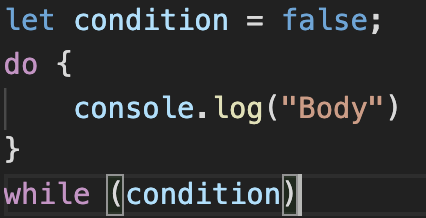 let condition = false;
do {
    console.log("Body")
}
while (condition)